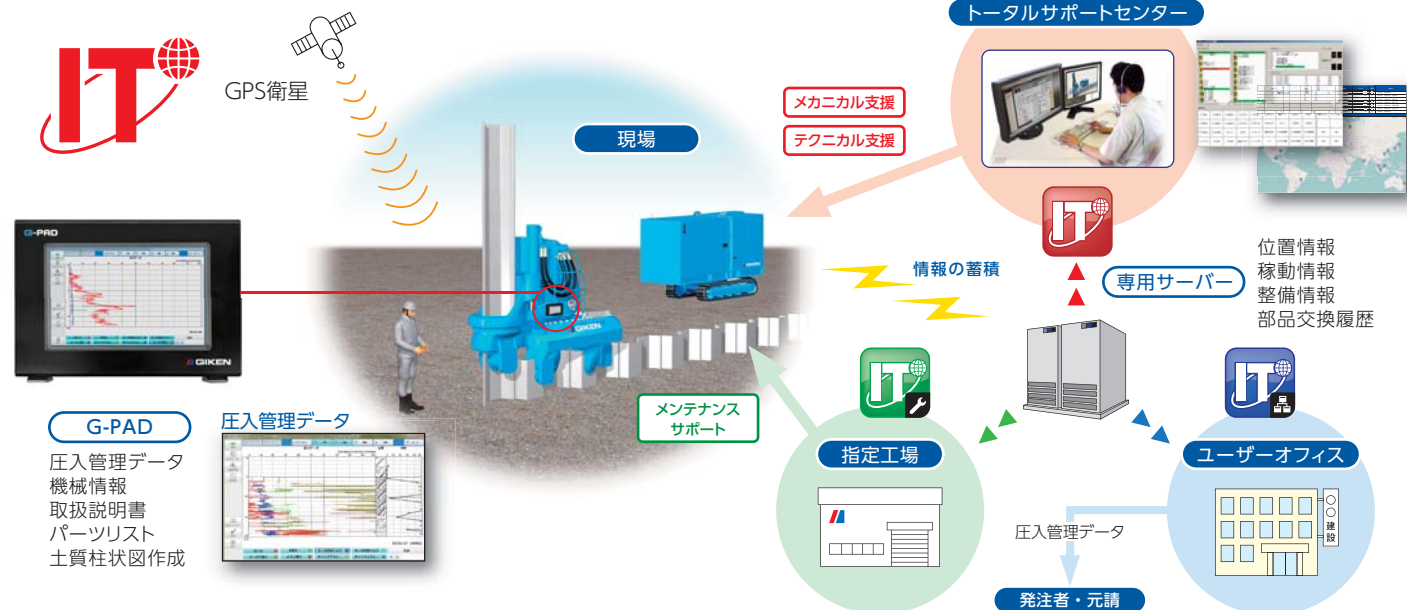 トータルサポートセンター
IT
GPS衛星
メカニカル支援
テクニカル支援
現場
IT
G-PAD
GIKEN
GIKEN
情報の蓄積
専用サーバー
位置情報
稼動情報
整備情報
部品交換履歴
IT
IT
メンテナンス
サポート
G-PAD
圧入管理データ
機械情報
取扱説明書
パーツリスト
土質柱状図作成
圧入管理データ
指定工場
ユーザーオフィス
○○建設
圧入管理データ
発注者・元請